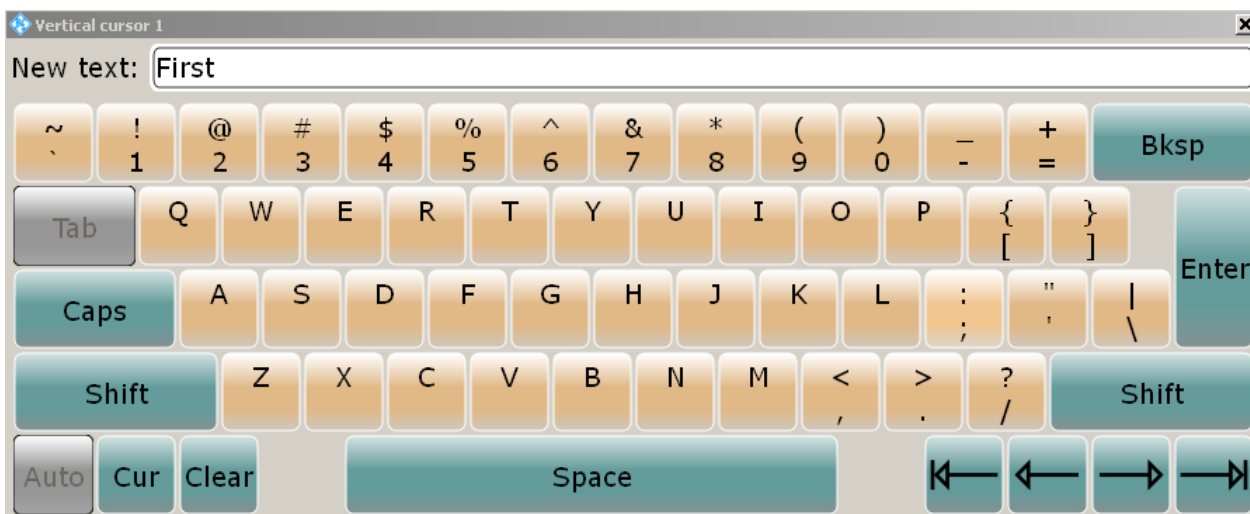 Vertical cursor 1
New text: First
~ ! @ # $ % ^ & * ( ) _ + Bksp
` 1 2 3 4 5 6 7 8 9 0 - =
Tab Q W E R T Y U I O P { }
[ ]
Enter
Caps A S D F G H J K L : " |
; ' \
Shift Z X C V B N M < > ? Shift
, . /
Auto Cur Clear Space